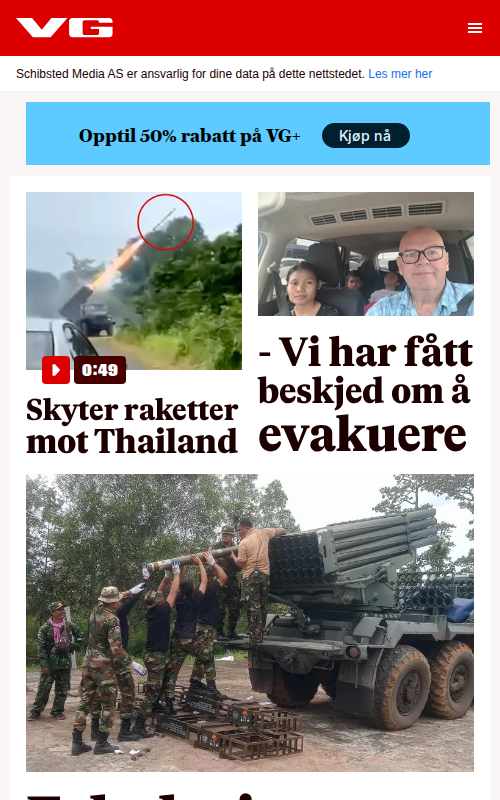 VG
Schibsted Media AS er ansvarlig for dine data på dette nettstedet. Les mer her
Opptil 50% rabatt på VG+
Kjøp nå
0:49
Skyter raketter
mot Thailand
- Vi har fått
beskjed om å
evakuere